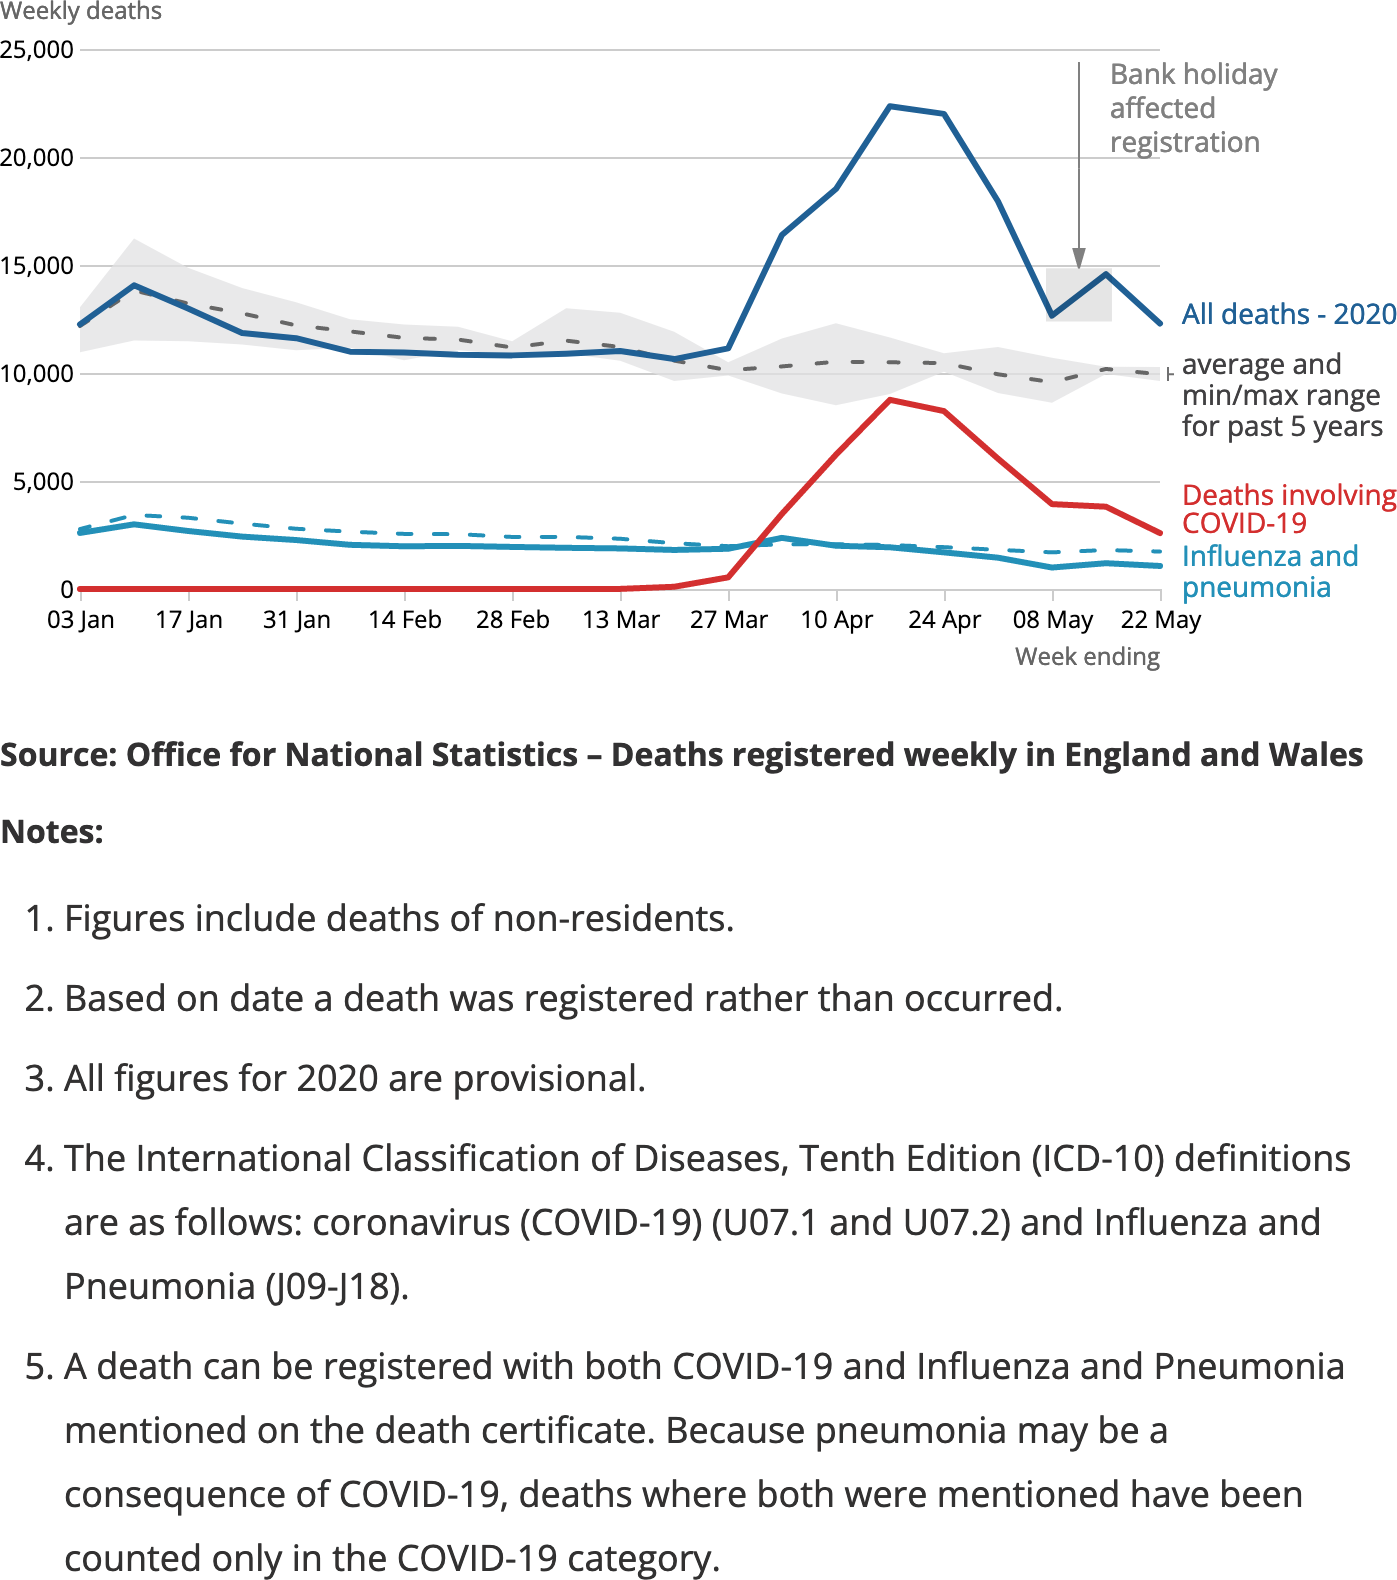 Weekly deaths
25,000
Bank holiday
affected
registration
20,000
15,000
All deaths - 2020
average and
min/max range
for past 5 years
10,000
5,000
Deaths involving
COVID-19
Influenza and
pneumonia
0
03 Jan 17 Jan 31 Jan 14 Feb 28 Feb 13 Mar 27 Mar 10 Apr 24 Apr 08 May 22 May
Week ending
Source: Office for National Statistics – Deaths registered weekly in England and Wales
Notes:
1. Figures include deaths of non-residents.
2. Based on date a death was registered rather than occurred.
3. All figures for 2020 are provisional.
4. The International Classification of Diseases, Tenth Edition (ICD-10) definitions
are as follows: coronavirus (COVID-19) (U07.1 and U07.2) and Influenza and
Pneumonia (J09-J18).
5. A death can be registered with both COVID-19 and Influenza and Pneumonia
mentioned on the death certificate. Because pneumonia may be a
consequence of COVID-19, deaths where both were mentioned have been
counted only in the COVID-19 category.